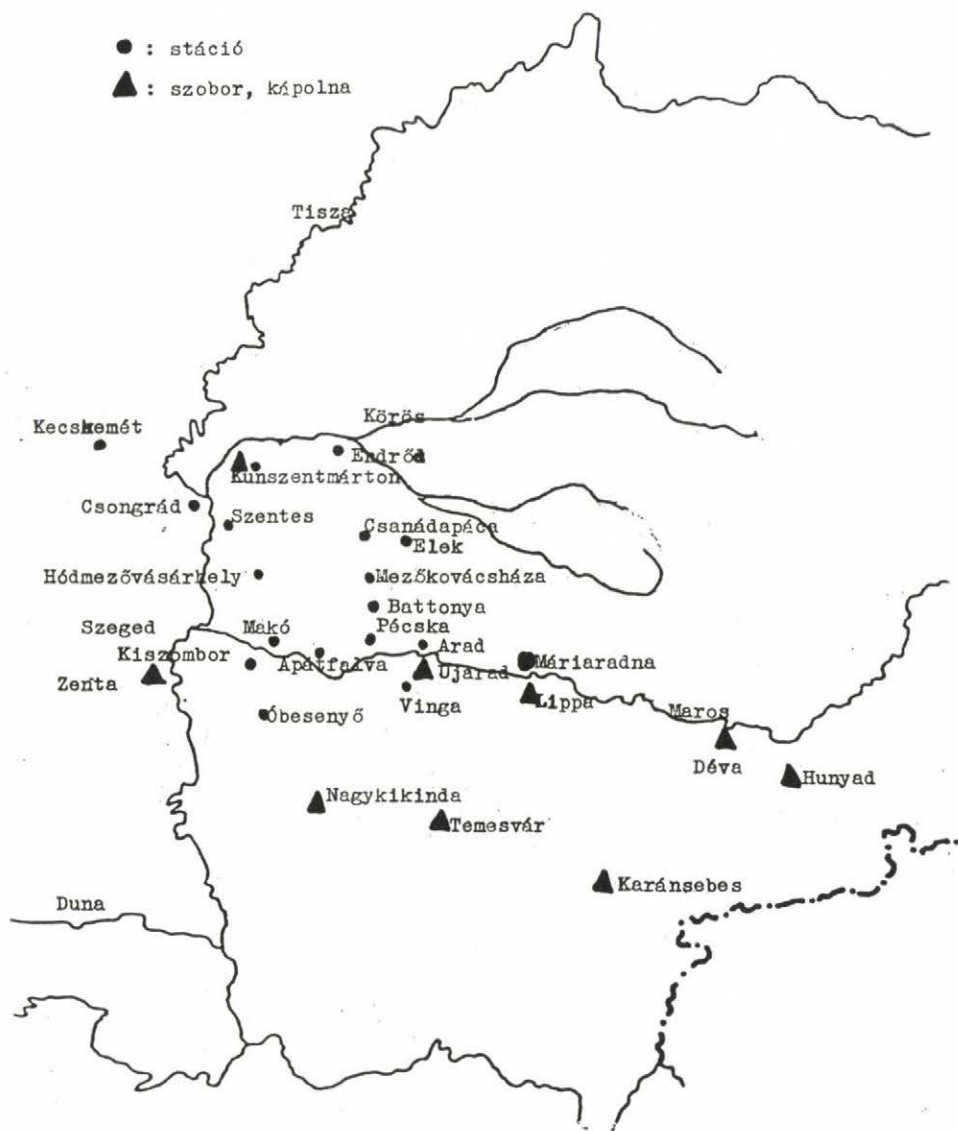 ● : stáció
▲ : szobor, kápolna
Tisza
Körös
Kecskemét
Endrőd
Kunszentmárton
Csongrád
Szentes
Csanádapáca
Elek
Hódmezővásárhely
Mezőkovácsháza
Battonya
Szeged
Makó
Pécska
Arad
Kiszombor
Apátfalva
Újarad
Máriaradna
Zenta
Vinga
Lippa
Maros
Óbesenyő
Déva
Hunyad
Nagykikinda
Temesvár
Karánsebes
Duna